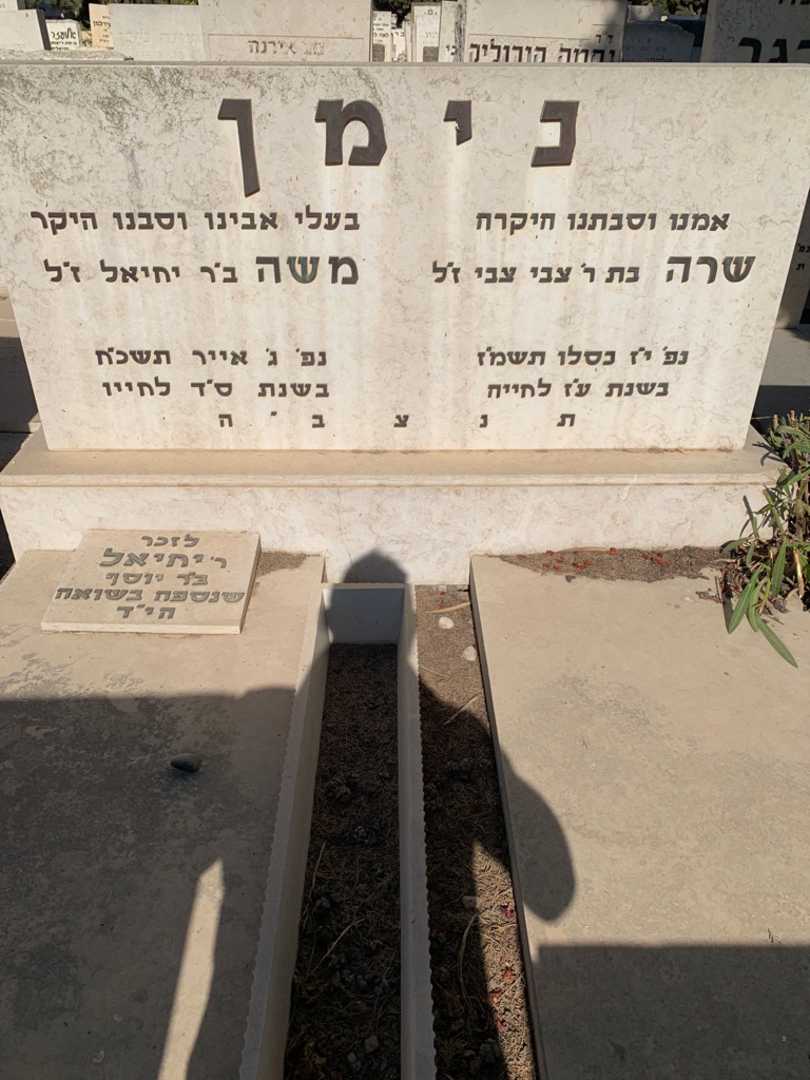 נימן
אמנו וסבתנו היקרה
שרה בת ר׳ צבי צבי ז״ל
נפ׳ י״ז כסלו תשמ״ז
בשנת ע״ז לחייה
בעלי אבינו וסבנו היקר
משה ב״ר יחיאל ז״ל
נפ׳ ג׳ אייר תשכ״ח
בשנת ס״ד לחייו
ת נ צ ב ״ ה
לזכר
ר׳ יחיאל
ב״ר יוסף
שנספה בשואה
הי״ד